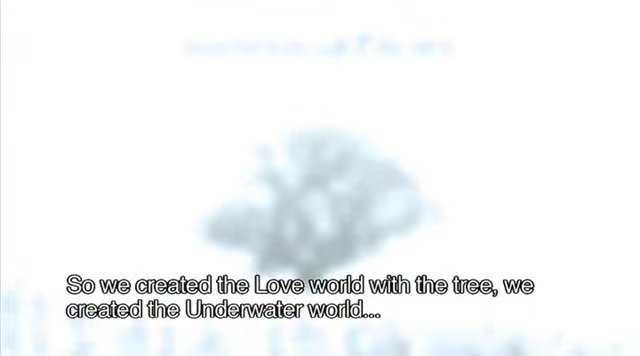 So we created the Love world with the tree, we
created the Underwater world...